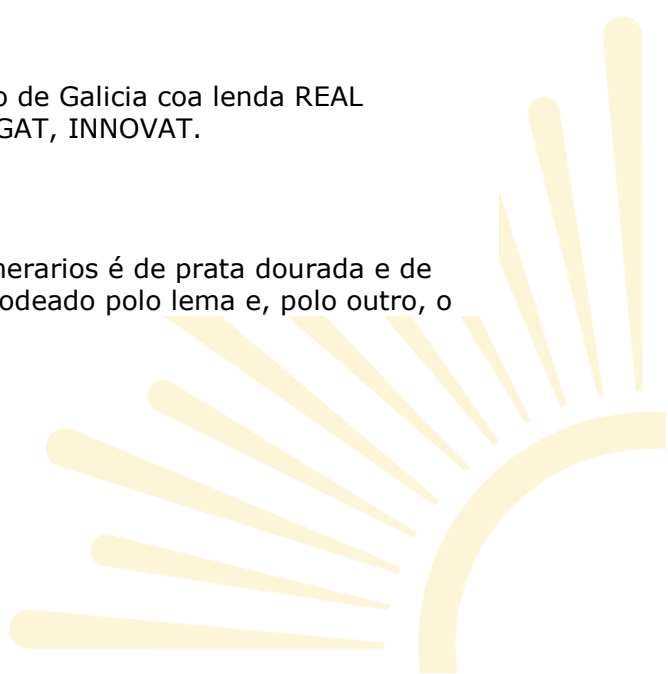 o de Galicia coa lenda REAL
GAT, INNOVAT.
nerarios é de prata dourada e de
odeado polo lema e, polo outro, o